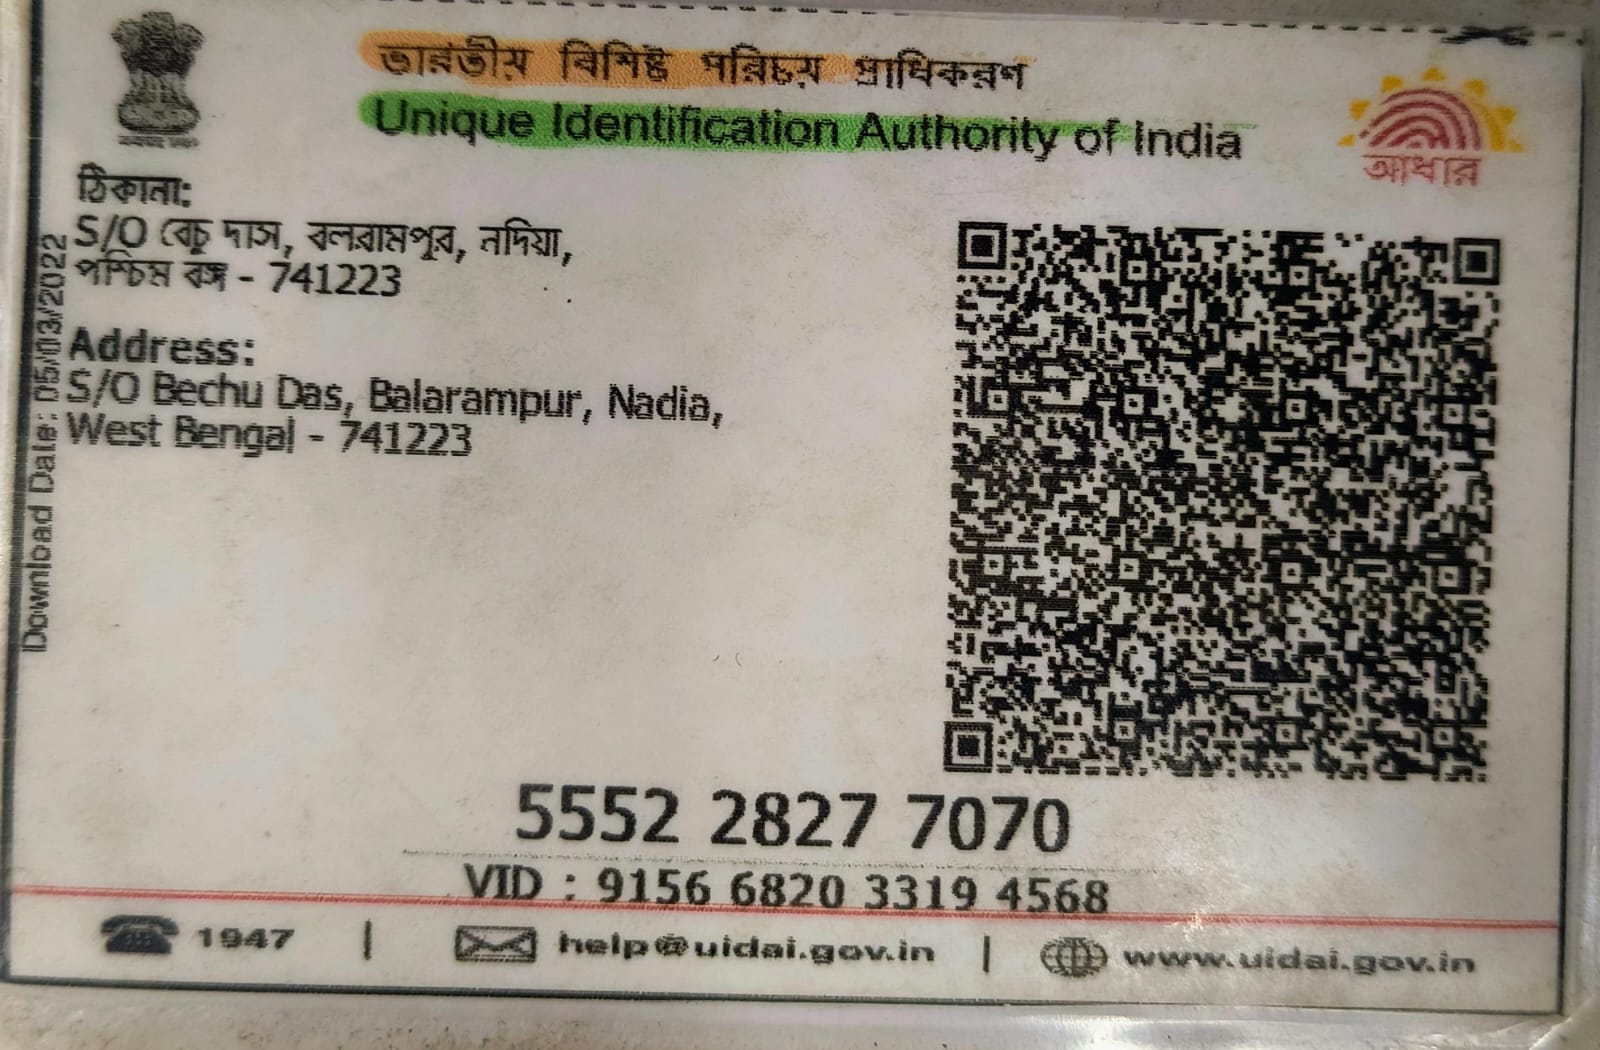 ভারতীয় বিশিষ্ট পরিচয় প্রাধিকরণ
Unique Identification Authority of India
আধার
ঠিকানা:
S/O বেচু দাস, বলরামপুর, নদিয়া,
পশ্চিম বঙ্গ - 741223
Address:
S/O Bechu Das, Balarampur, Nadia,
West Bengal - 741223
Download Date: 05/03/2022
5552 2827 7070
VID : 9156 6820 3319 4568
1947 | help@uidai.gov.in | www.uidai.gov.in